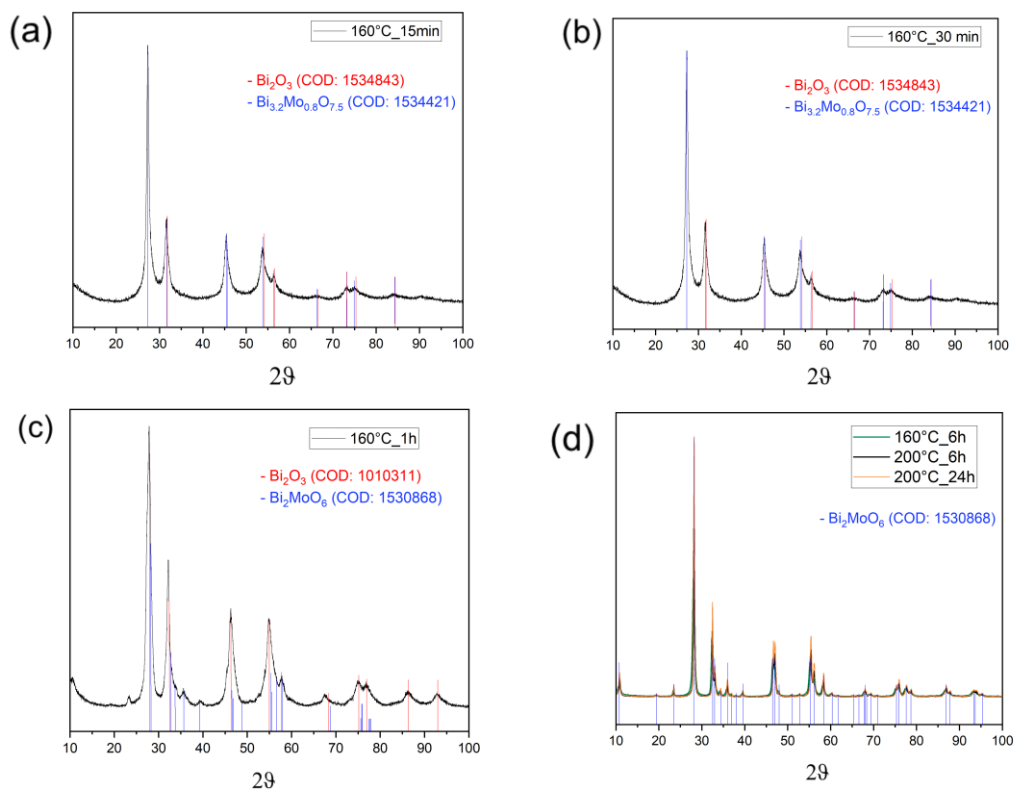 (a)
160°C_15min
- Bi₂O₃ (COD: 1534843)
- Bi₃.₂Mo₀.₈O₇.₅ (COD: 1534421)
10 20 30 40 50 60 70 80 90 100
2ϑ
(b)
160°C_30 min
- Bi₂O₃ (COD: 1534843)
- Bi₃.₂Mo₀.₈O₇.₅ (COD: 1534421)
10 20 30 40 50 60 70 80 90 100
2ϑ
(c)
160°C_1h
- Bi₂O₃ (COD: 1010311)
- Bi₂MoO₆ (COD: 1530868)
10 20 30 40 50 60 70 80 90 100
2ϑ
(d)
160°C_6h
200°C_6h
200°C_24h
- Bi₂MoO₆ (COD: 1530868)
10 20 30 40 50 60 70 80 90 100
2ϑ